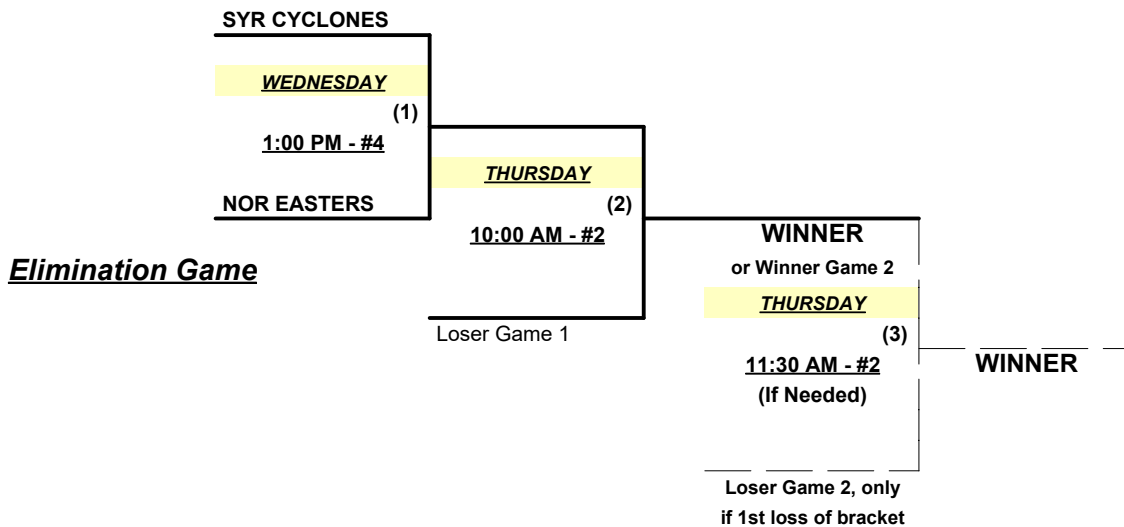 SYR CYCLONES
WEDNESDAY
(1)
1:00 PM - #4
NOR EASTERS
THURSDAY
(2)
10:00 AM - #2
Loser Game 1
Elimination Game
WINNER
or Winner Game 2
THURSDAY
(3)
11:30 AM - #2
(If Needed)
Loser Game 2, only
if 1st loss of bracket
WINNER